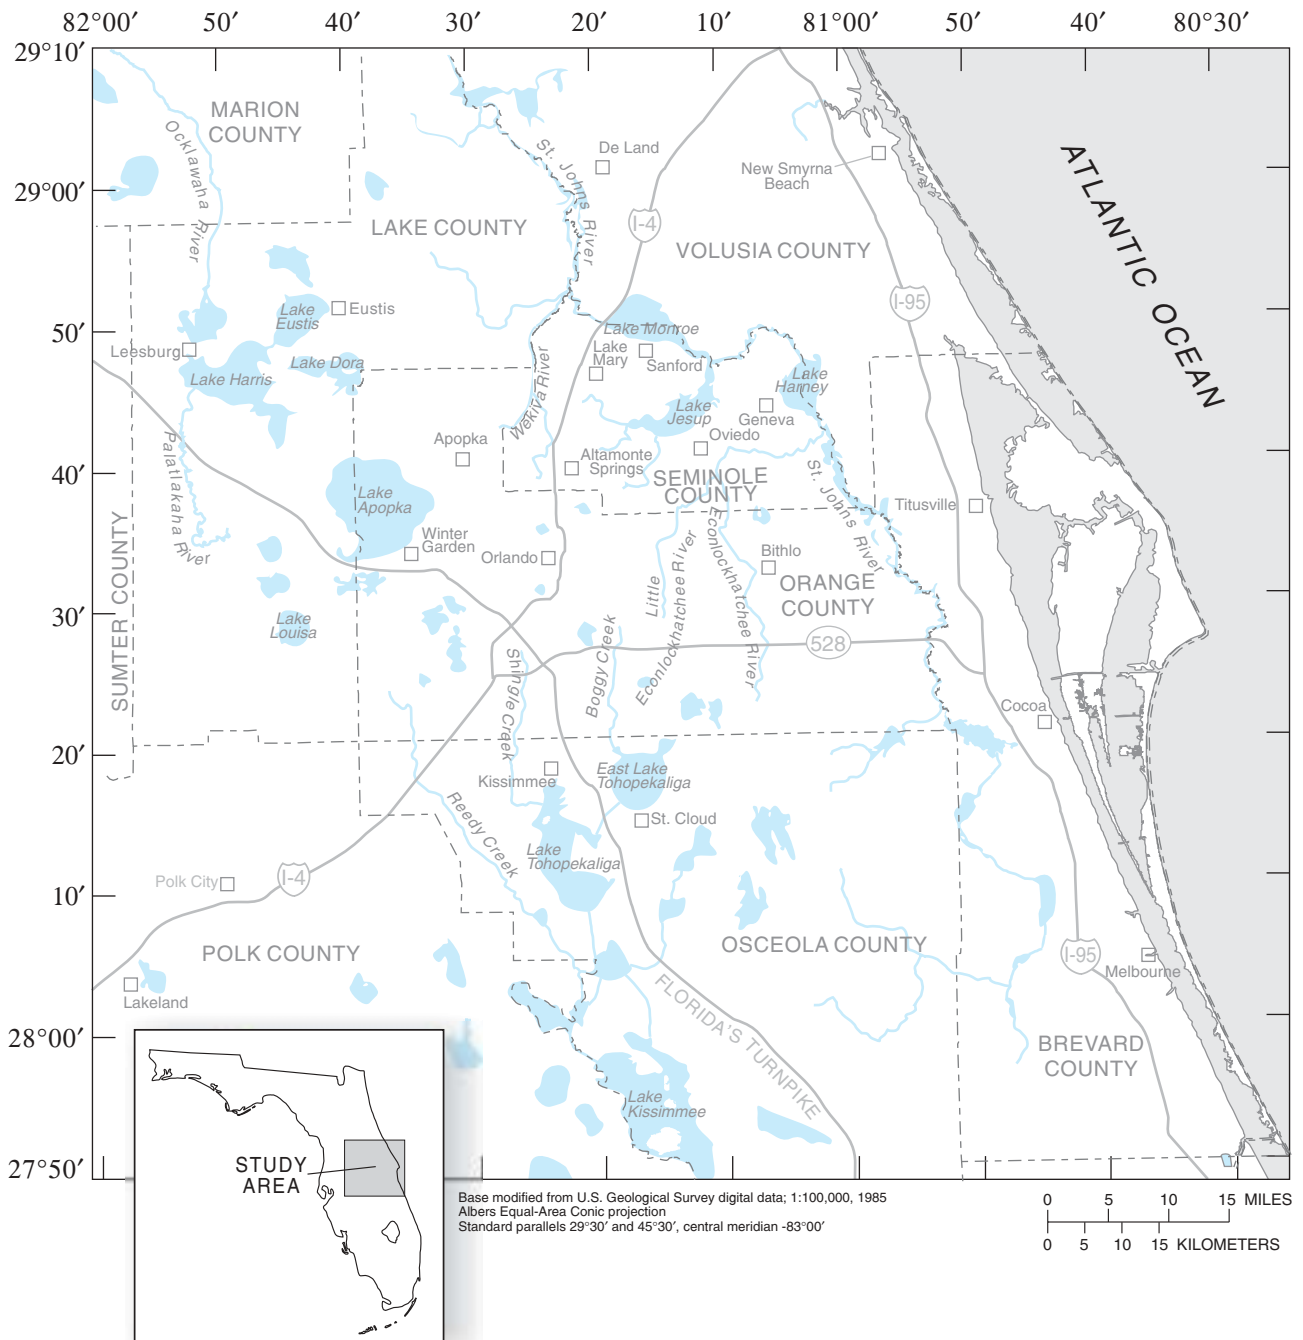 82°00′ 50′ 40′ 30′ 20′ 10′ 81°00′ 50′ 40′ 80°30′
29°10′
29°00′
50′
40′
30′
20′
10′
28°00′
27°50′
MARION
COUNTY
Ocklawaha River
LAKE COUNTY
St. Johns River
De Land
I-4
New Smyrna
Beach
VOLUSIA COUNTY
ATLANTIC OCEAN
I-95
Lake
Eustis
Eustis
Leesburg
Lake Harris
Lake Dora
Lake Monroe
Lake
Mary
Sanford
Wekiva River
Lake
Harney
Lake
Jesup
Geneva
Oviedo
Apopka
Altamonte
Springs
SEMINOLE
COUNTY
Palatlakaha River
Lake
Apopka
Winter
Garden
Orlando
St. Johns River
Titusville
Bithlo
ORANGE
COUNTY
Little
Econlockhatchee River
Econlockhatchee River
SUMTER COUNTY
Lake
Louisa
Shingle Creek
Boggy Creek
528
Cocoa
Kissimmee
East Lake
Tohopekaliga
St. Cloud
Reedy Creek
Lake
Tohopekaliga
Polk City
I-4
POLK COUNTY
OSCEOLA COUNTY
I-95
Melbourne
Lakeland
FLORIDA'S TURNPIKE
BREVARD
COUNTY
Lake
Kissimmee
STUDY
AREA
Base modified from U.S. Geological Survey digital data; 1:100,000, 1985
Albers Equal-Area Conic projection
Standard parallels 29°30′ and 45°30′, central meridian -83°00′
0 5 10 15 MILES
0 5 10 15 KILOMETERS